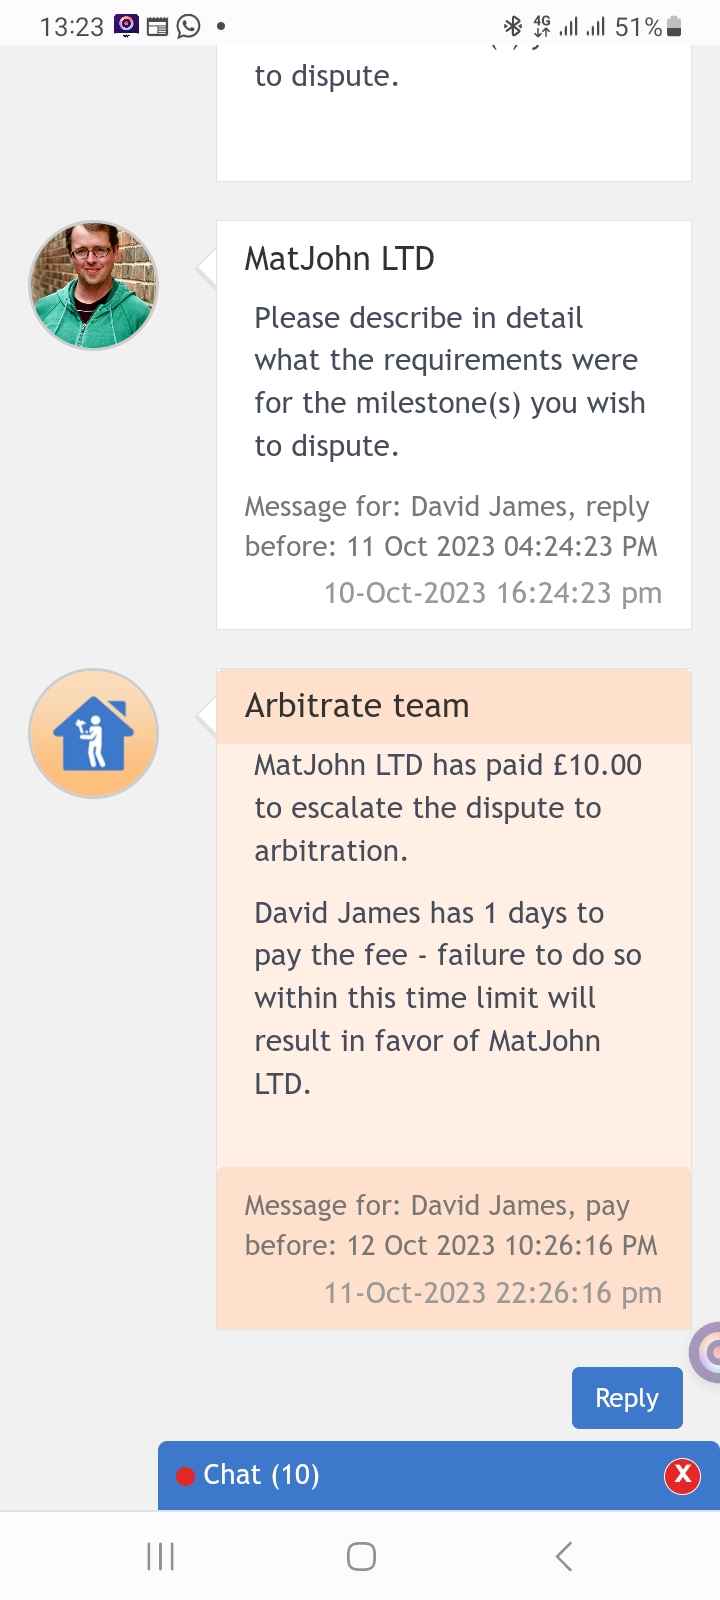 13:23 4G 51%
to dispute.
MatJohn LTD
Please describe in detail
what the requirements were
for the milestone(s) you wish
to dispute.
Message for: David James, reply
before: 11 Oct 2023 04:24:23 PM
10-Oct-2023 16:24:23 pm
Arbitrate team
MatJohn LTD has paid £10.00
to escalate the dispute to
arbitration.
David James has 1 days to
pay the fee - failure to do so
within this time limit will
result in favor of MatJohn
LTD.
Message for: David James, pay
before: 12 Oct 2023 10:26:16 PM
11-Oct-2023 22:26:16 pm
Reply
Chat (10)
X